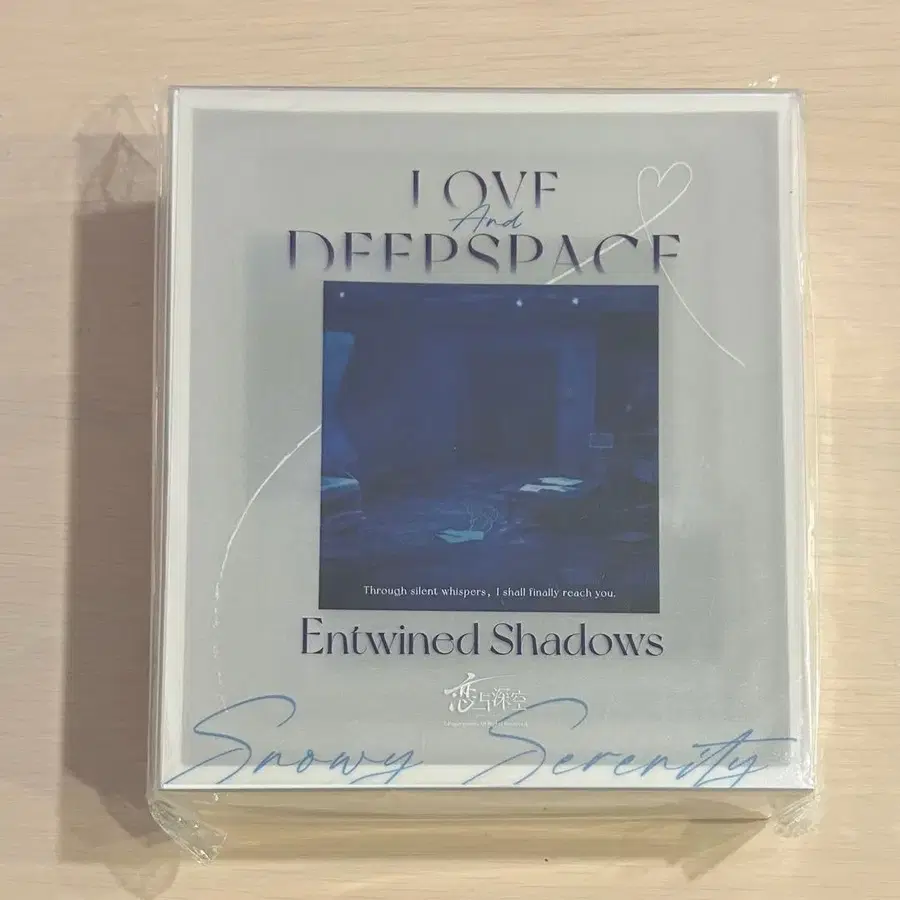 LOVE
And
DEEPSPACE
Through silent whispers, I shall finally reach you.
Entwined Shadows
恋与深空
Snowy Serenity